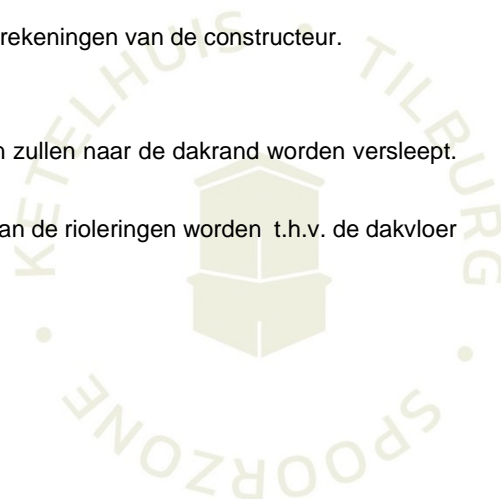 rekeningen van de constructeur.
n zullen naar de dakrand worden versleept.
an de rioleringen worden t.h.v. de dakvloer
KETELHUIS • TILBURG • SPOORZONE •